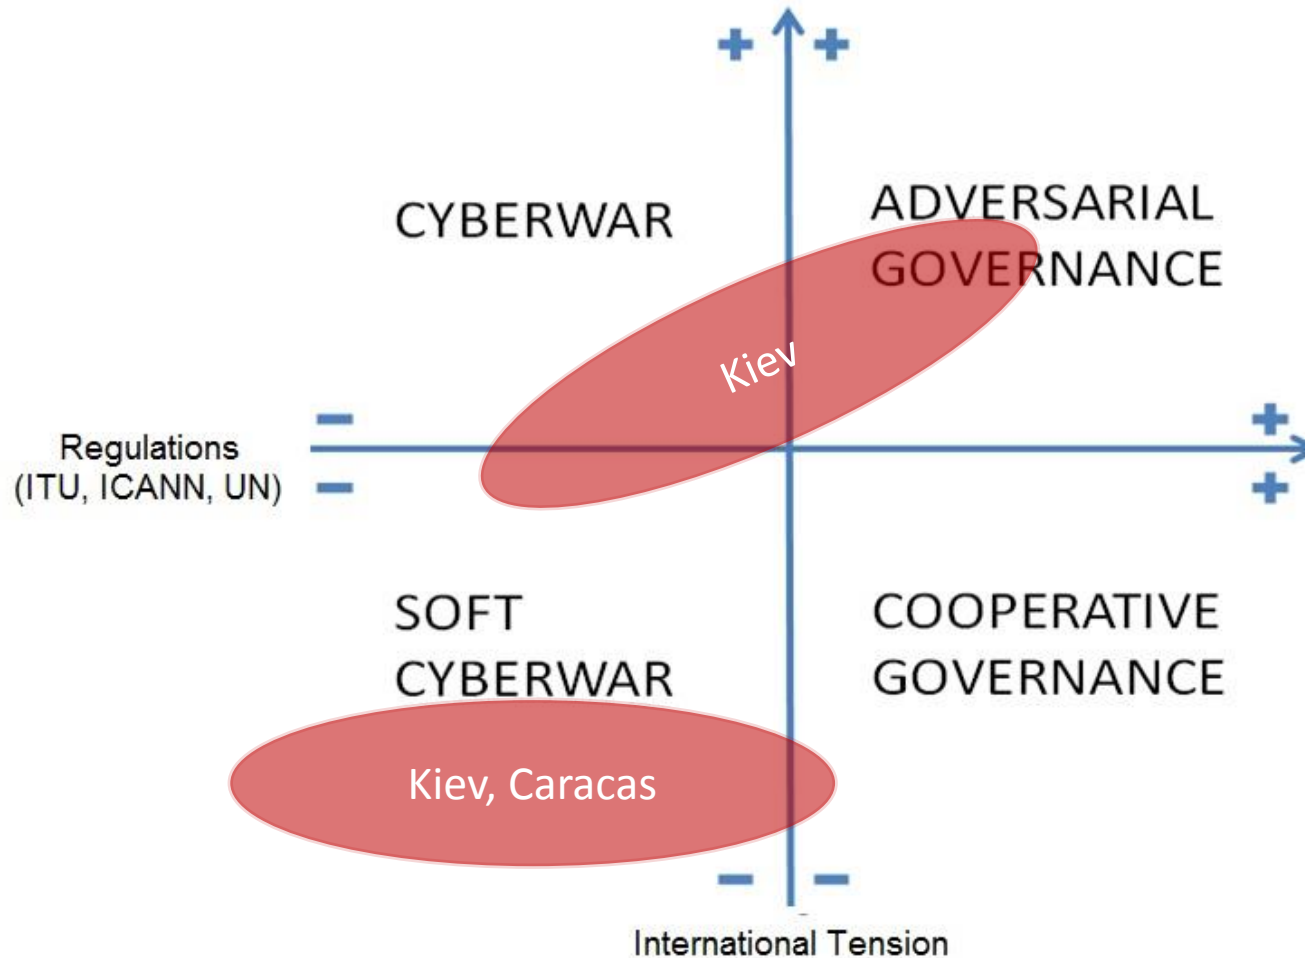 CYBERWAR
ADVERSARIAL
GOVERNANCE
Kiev
Regulations
(ITU, ICANN, UN)
SOFT
CYBERWAR
COOPERATIVE
GOVERNANCE
Kiev, Caracas
International Tension